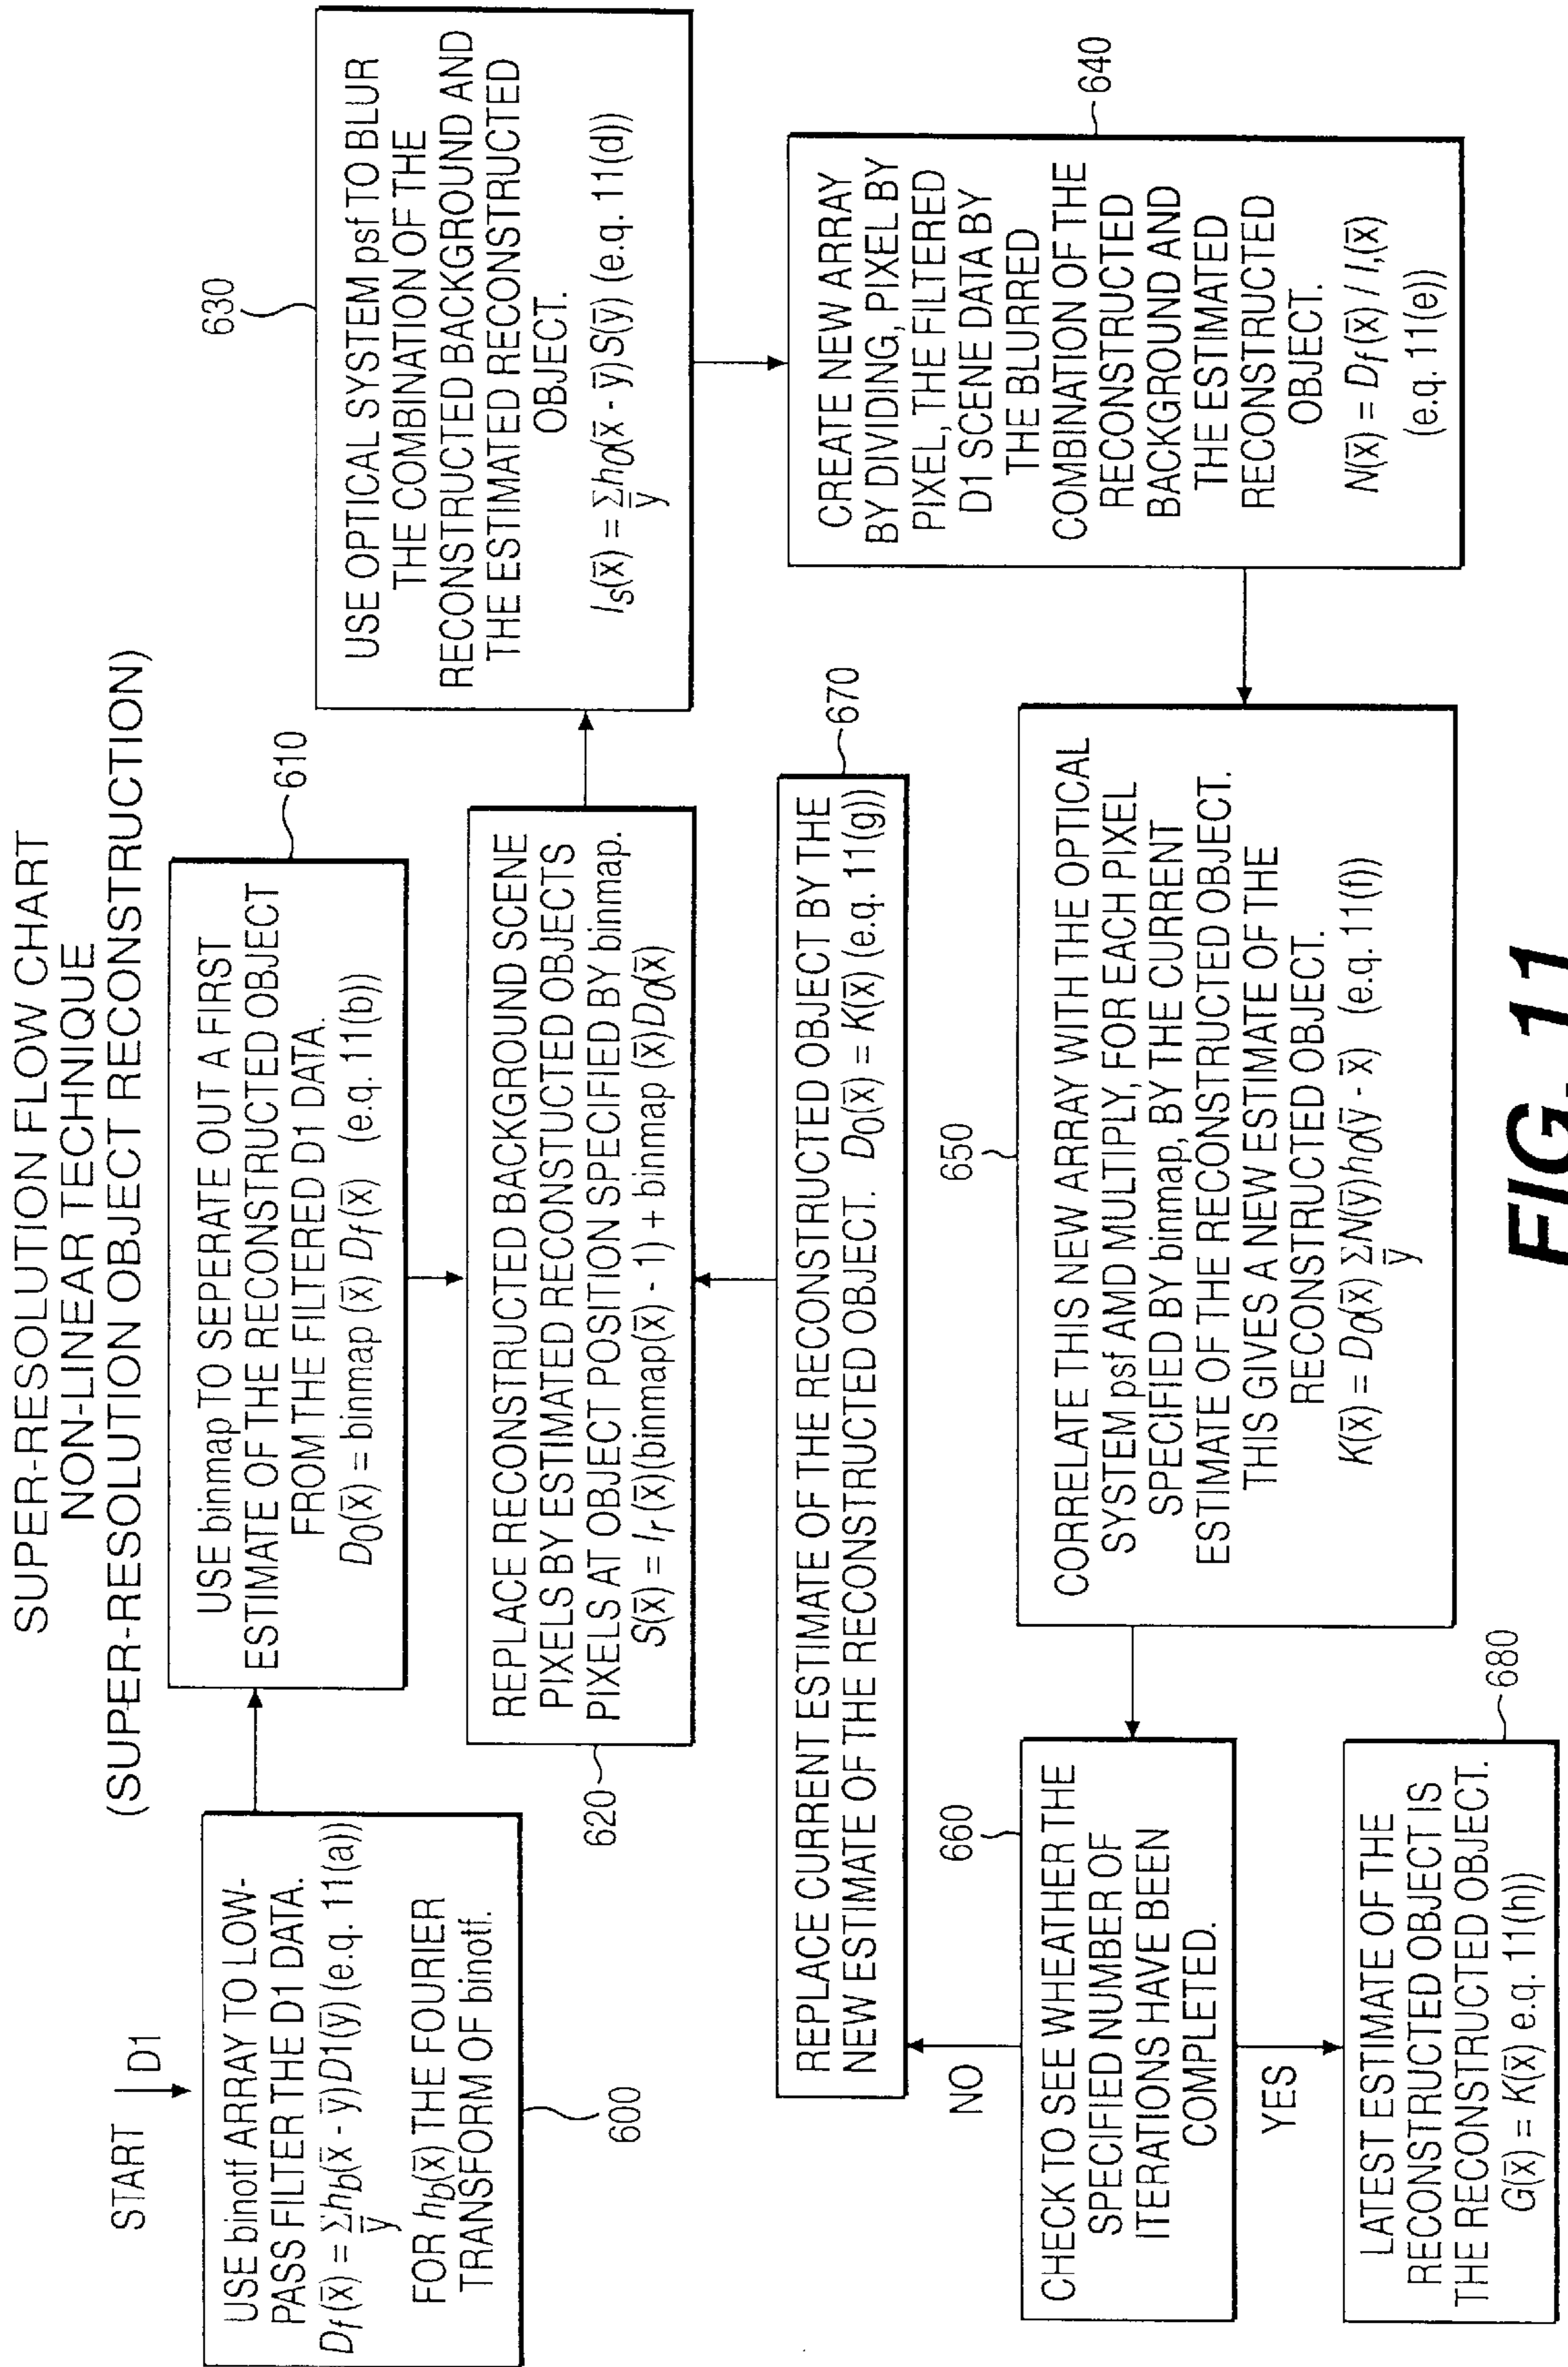 SUPER-RESOLUTION FLOW CHART
NON-LINEAR TECHNIQUE
(SUPER-RESOLUTION OBJECT RECONSTRUCTION)
START
D1
USE binotf ARRAY TO LOW-
PASS FILTER THE D1 DATA.
D_f(x̄) = Σ h_b(x̄ - ȳ)D1(ȳ) (e.q. 11(a))
ȳ
FOR h_b(x̄) THE FOURIER
TRANSFORM OF binotf.
600
USE binmap TO SEPERATE OUT A FIRST
ESTIMATE OF THE RECONSTRUCTED OBJECT
FROM THE FILTERED D1 DATA.
D_0(x̄) = binmap (x̄) D_f(x̄) (e.q. 11(b))
610
REPLACE RECONSTRUCTED BACKGROUND SCENE
PIXELS BY ESTIMATED RECONSTUCTED OBJECTS
PIXELS AT OBJECT POSITION SPECIFIED BY binmap.
S(x̄) = I_r(x̄)(binmap(x̄) - 1) + binmap (x̄)D_0(x̄)
620
USE OPTICAL SYSTEM psf TO BLUR
THE COMBINATION OF THE
RECONSTRUCTED BACKGROUND AND
THE ESTIMATED RECONSTRUCTED
OBJECT.
I_s(x̄) = Σ h_o(x̄ - ȳ)S(ȳ) (e.q. 11(d))
ȳ
630
CREATE NEW ARRAY
BY DIVIDING, PIXEL BY
PIXEL, THE FILTERED
D1 SCENE DATA BY
THE BLURRED
COMBINATION OF THE
RECONSTRUCTED
BACKGROUND AND
THE ESTIMATED
RECONSTRUCTED
OBJECT.
N(x̄) = D_f(x̄) / I,(x̄)
(e.q. 11(e))
640
REPLACE CURRENT ESTIMATE OF THE RECONSTRUCTED OBJECT BY THE
NEW ESTIMATE OF THE RECONSTRUCTED OBJECT. D_0(x̄) = K(x̄) (e.q. 11(g))
670
CORRELATE THIS NEW ARRAY WITH THE OPTICAL
SYSTEM psf AMD MULTIPLY, FOR EACH PIXEL
SPECIFIED BY binmap, BY THE CURRENT
ESTIMATE OF THE RECONSTRUCTED OBJECT.
THIS GIVES A NEW ESTIMATE OF THE
RECONSTRUCTED OBJECT.
K(x̄) = D_0(x̄) Σ N(ȳ)h_o(ȳ - x̄) (e.q. 11(f))
ȳ
650
CHECK TO SEE WHEATHER THE
SPECIFIED NUMBER OF
ITERATIONS HAVE BEEN
COMPLETED.
660
NO
YES
LATEST ESTIMATE OF THE
RECONSTRUCTED OBJECT IS
THE RECONSTRUCTED OBJECT.
G(x̄) = K(x̄) e.q. 11(h))
680
FIG. 11